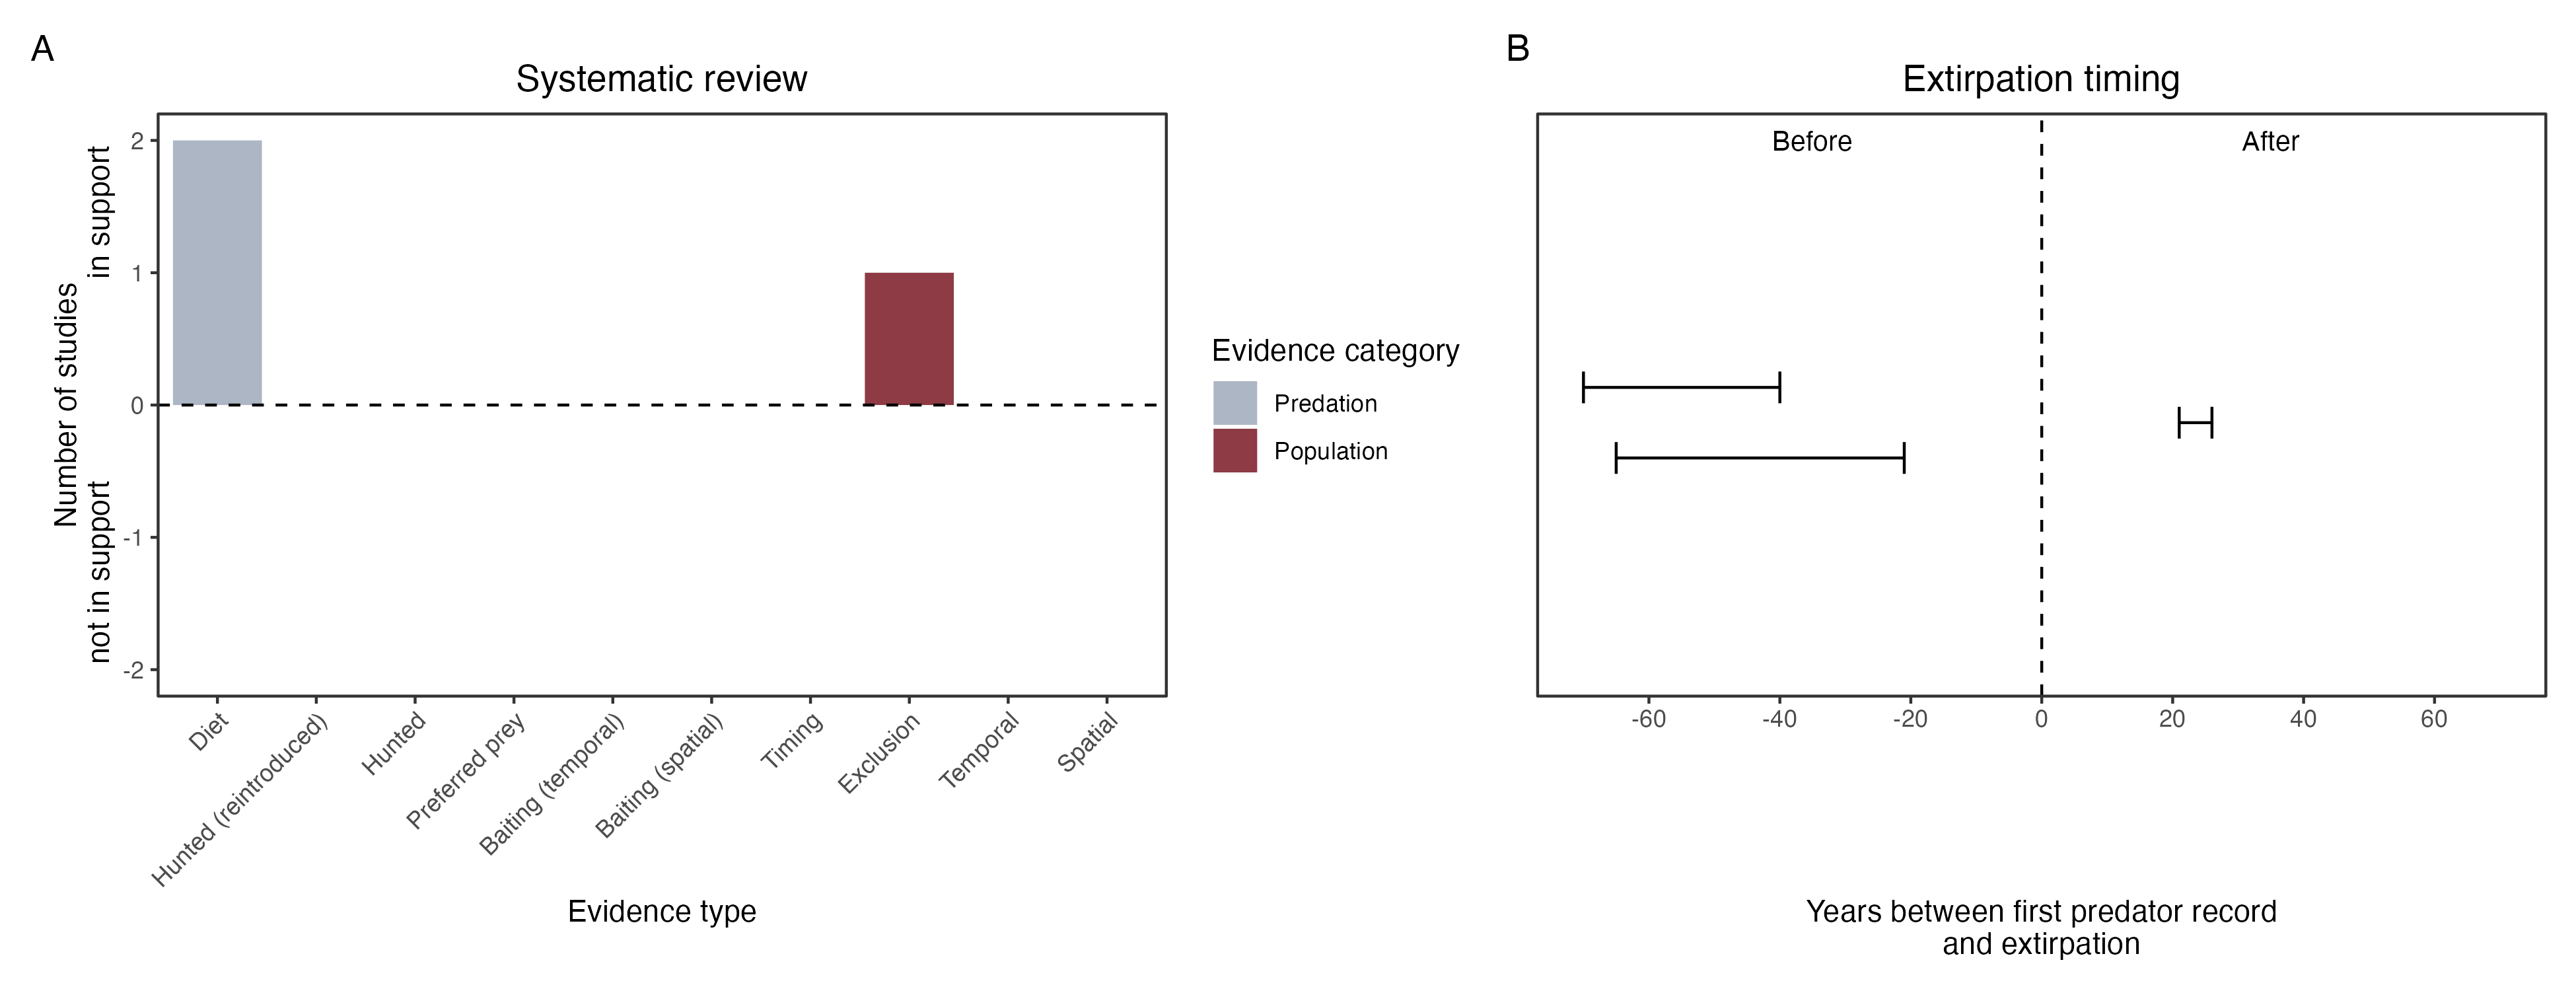 A
Systematic review
Number of studies
in support
not in support
2
1
0
-1
-2
Diet
Hunted (reintroduced)
Hunted
Preferred prey
Baiting (temporal)
Baiting (spatial)
Timing
Exclusion
Temporal
Spatial
Evidence type
Evidence category
Predation
Population
B
Extirpation timing
Before
After
-60
-40
-20
0
20
40
60
Years between first predator record
and extirpation